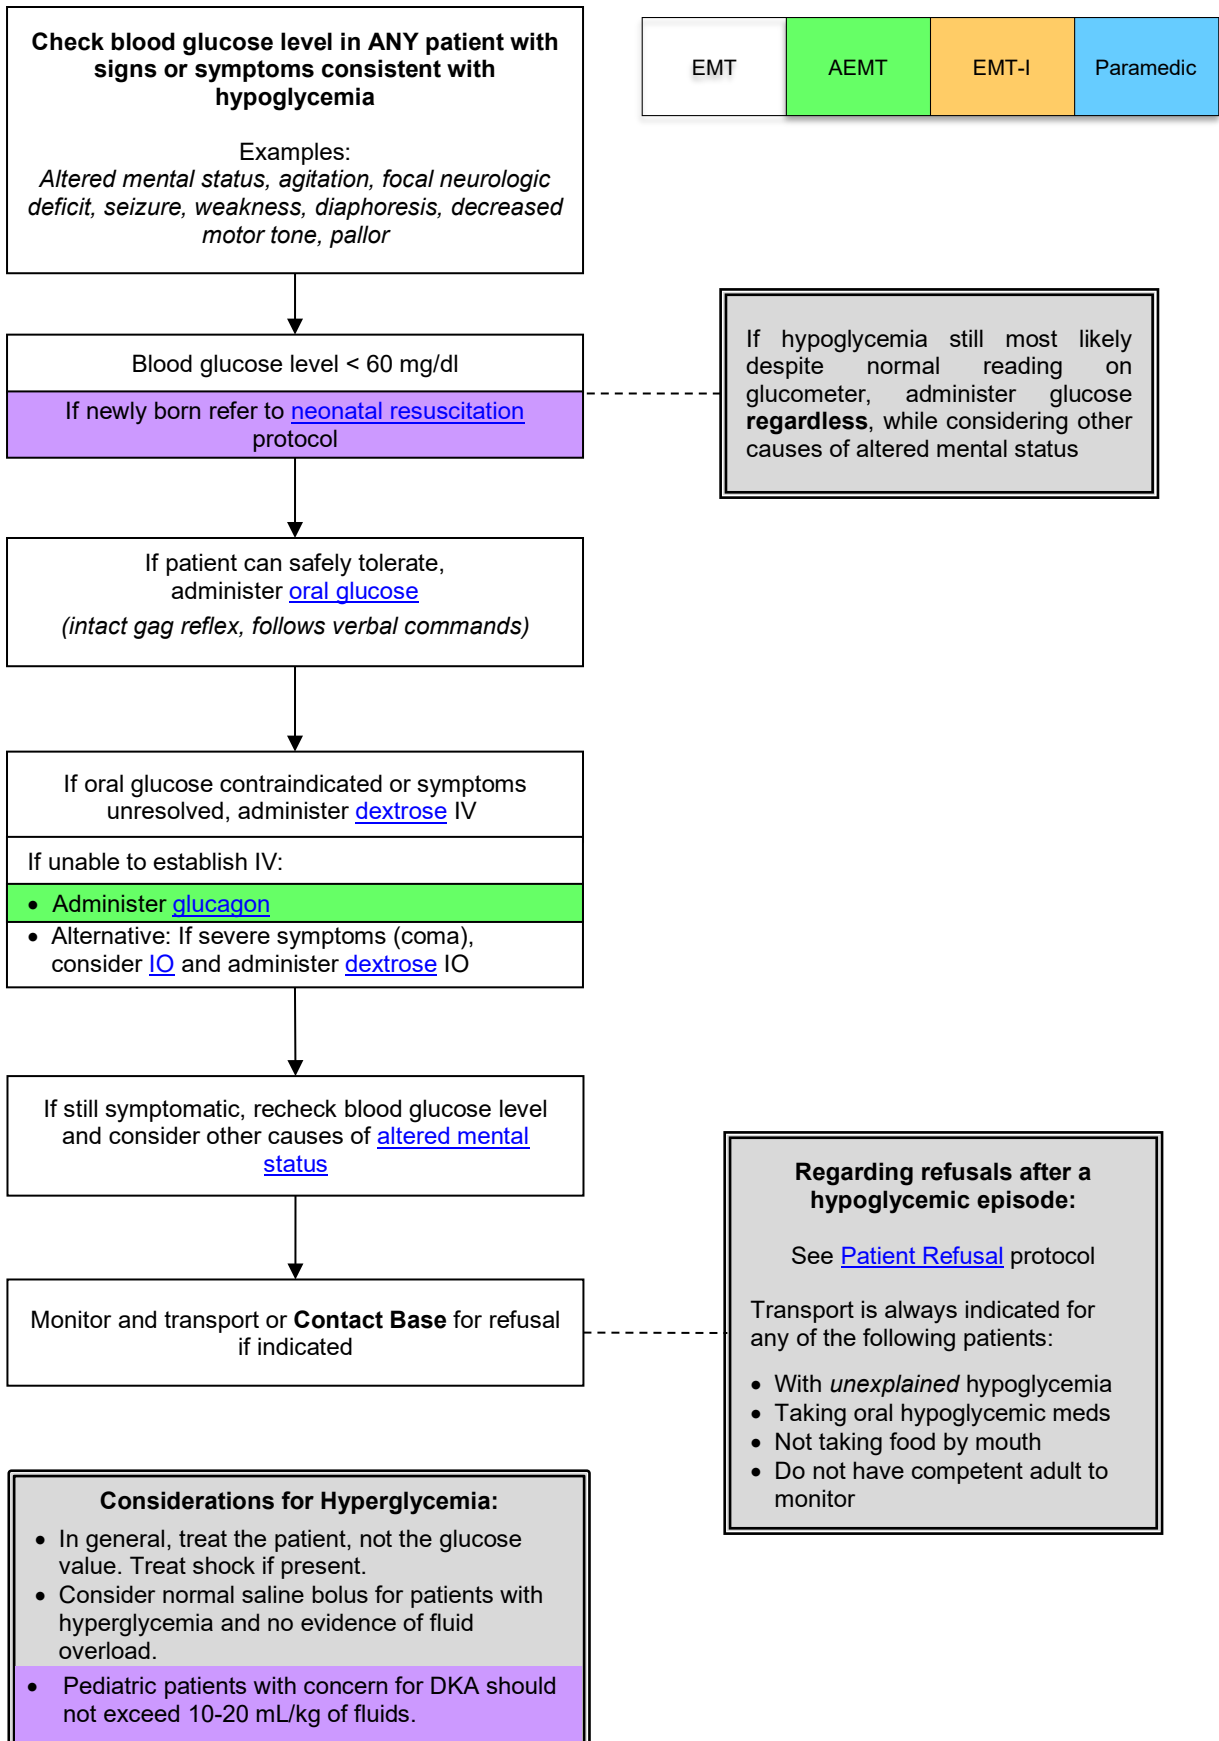 Check blood glucose level in ANY patient with
signs or symptoms consistent with
hypoglycemia
Examples:
Altered mental status, agitation, focal neurologic
deficit, seizure, weakness, diaphoresis, decreased
motor tone, pallor
EMT
AEMT
EMT-I
Paramedic
Blood glucose level < 60 mg/dl
If newly born refer to neonatal resuscitation
protocol
If hypoglycemia still most likely
despite normal reading on
glucometer, administer glucose
regardless, while considering other
causes of altered mental status
If patient can safely tolerate,
administer oral glucose
(intact gag reflex, follows verbal commands)
If oral glucose contraindicated or symptoms
unresolved, administer dextrose IV
If unable to establish IV:
• Administer glucagon
• Alternative: If severe symptoms (coma),
consider IO and administer dextrose IO
If still symptomatic, recheck blood glucose level
and consider other causes of altered mental
status
Monitor and transport or Contact Base for refusal
if indicated
Regarding refusals after a
hypoglycemic episode:
See Patient Refusal protocol
Transport is always indicated for
any of the following patients:
• With unexplained hypoglycemia
• Taking oral hypoglycemic meds
• Not taking food by mouth
• Do not have competent adult to
monitor
Considerations for Hyperglycemia:
• In general, treat the patient, not the glucose
value. Treat shock if present.
• Consider normal saline bolus for patients with
hyperglycemia and no evidence of fluid
overload.
• Pediatric patients with concern for DKA should
not exceed 10-20 mL/kg of fluids.